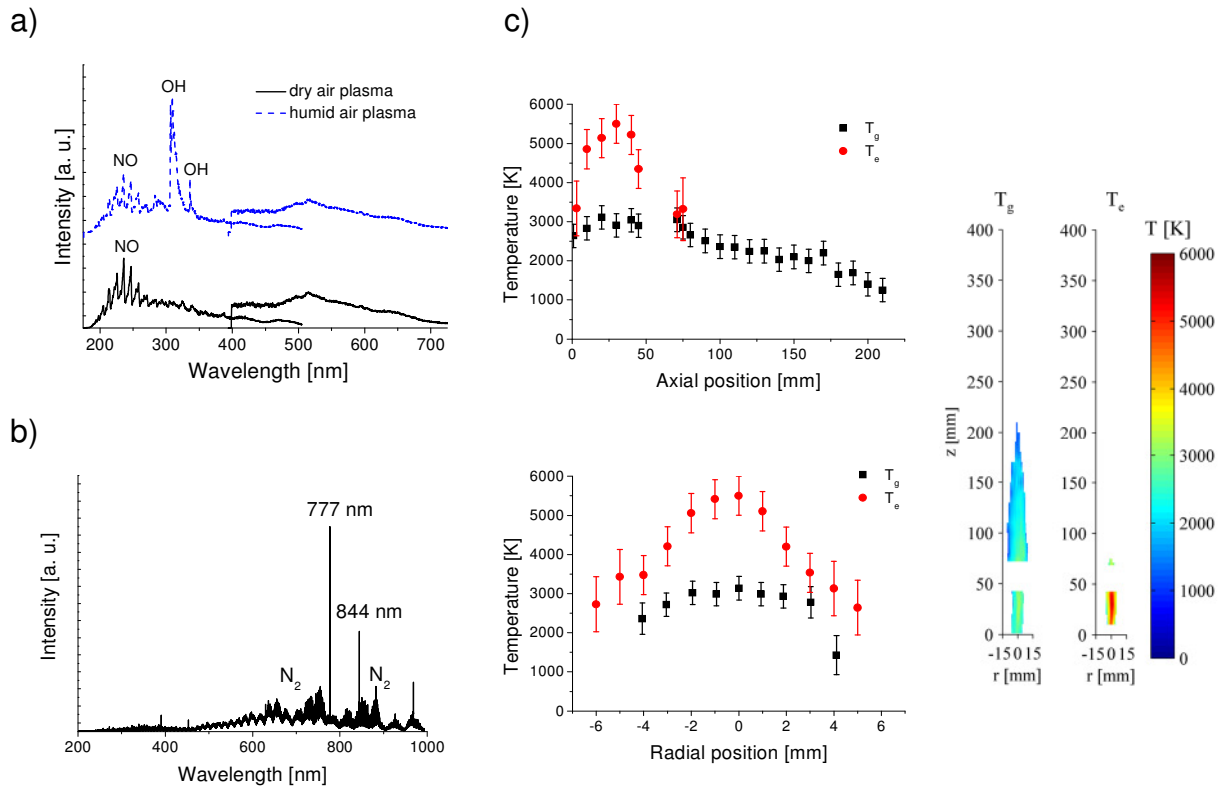 a)
OH
dry air plasma
humid air plasma
NO
OH
NO
Intensity [a. u.]
200 300 400 500 600 700
Wavelength [nm]
b)
777 nm
844 nm
N2
N2
Intensity [a. u.]
200 400 600 800 1000
Wavelength [nm]
c)
6000
5000
4000
3000
2000
1000
0
Tg
Te
Temperature [K]
0 50 100 150 200
Axial position [mm]
6000
5000
4000
3000
2000
1000
0
Tg
Te
Temperature [K]
-6 -4 -2 0 2 4 6
Radial position [mm]
Tg
400
350
300
250
200
150
100
50
0
z [mm]
-15 0 15
r [mm]
Te
400
350
300
250
200
150
100
50
0
-15 0 15
r [mm]
T [K]
6000
5000
4000
3000
2000
1000
0